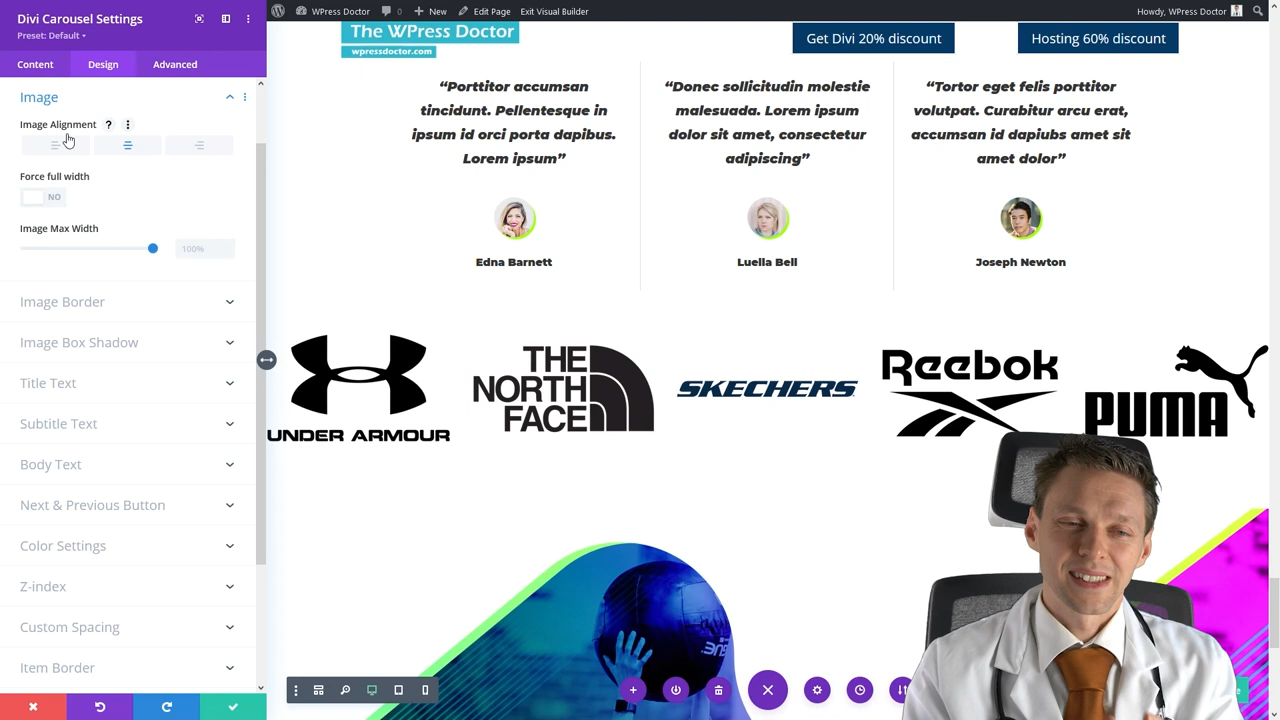 Divi Carousel Settings
Preset: Default
Content
Design
Advanced
Image
Image Alignment ?
Force full width
NO
Image Max Width
100%
Image Border
Image Box Shadow
Title Text
Subtitle Text
Body Text
Next & Previous Button
Color Settings
Z-index
Custom Spacing
Item Border
WPress Doctor
0
New
Edit Page
Exit Visual Builder
Howdy, WPress Doctor
The WPress Doctor
wpressdoctor.com
Get Divi 20% discount
Hosting 60% discount
“Porttitor accumsan
tincidunt. Pellentesque in
ipsum id orci porta dapibus.
Lorem ipsum”
Edna Barnett
“Donec sollicitudin molestie
malesuada. Lorem ipsum
dolor sit amet, consectetur
adipiscing”
Luella Bell
“Tortor eget felis porttitor
volutpat. Curabitur arcu erat,
accumsan id dapiubs amet sit
amet dolor”
Joseph Newton
UNDER ARMOUR
THE
NORTH
FACE
SKECHERS
Reebok
PUMA